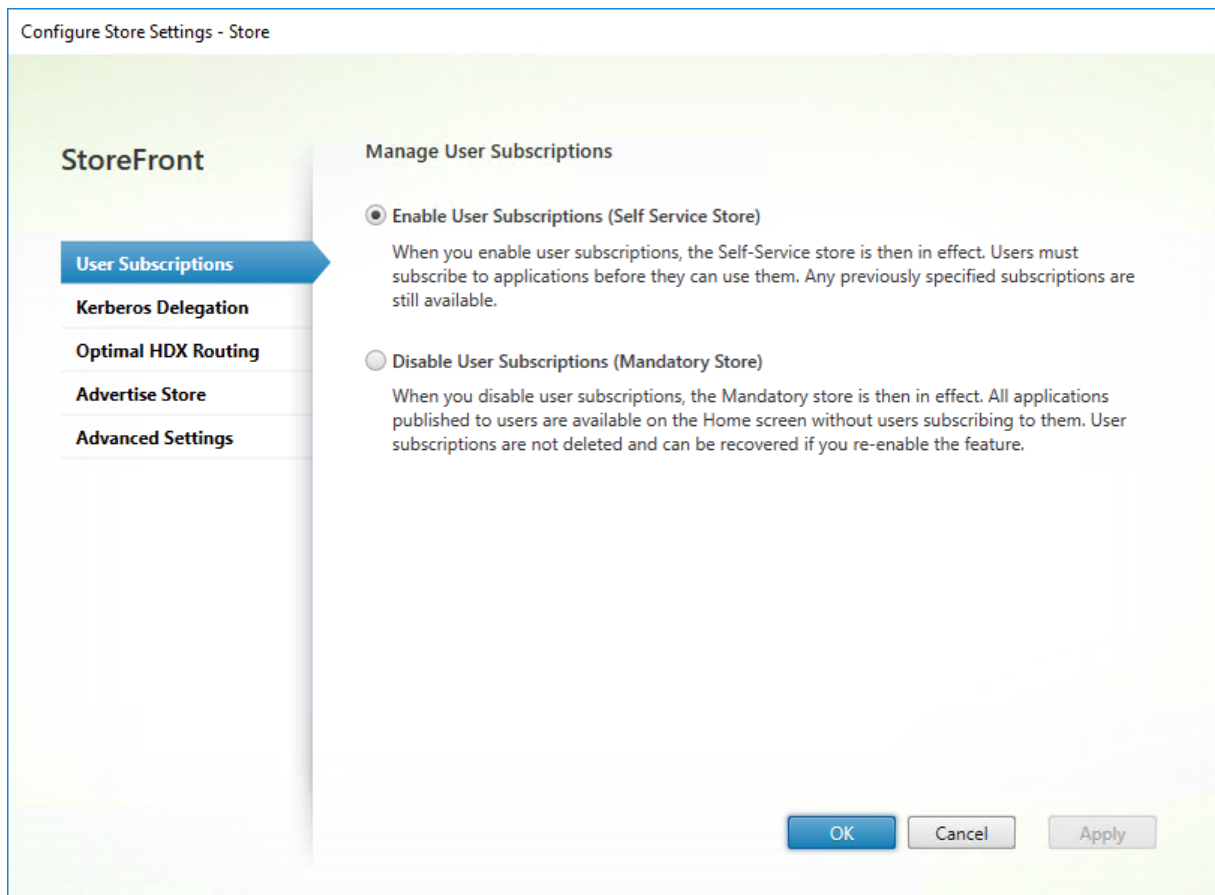 Configure Store Settings - Store
StoreFront
User Subscriptions
Kerberos Delegation
Optimal HDX Routing
Advertise Store
Advanced Settings
Manage User Subscriptions
Enable User Subscriptions (Self Service Store)
When you enable user subscriptions, the Self-Service store is then in effect. Users must
subscribe to applications before they can use them. Any previously specified subscriptions are
still available.
Disable User Subscriptions (Mandatory Store)
When you disable user subscriptions, the Mandatory store is then in effect. All applications
published to users are available on the Home screen without users subscribing to them. User
subscriptions are not deleted and can be recovered if you re-enable the feature.
OK
Cancel
Apply